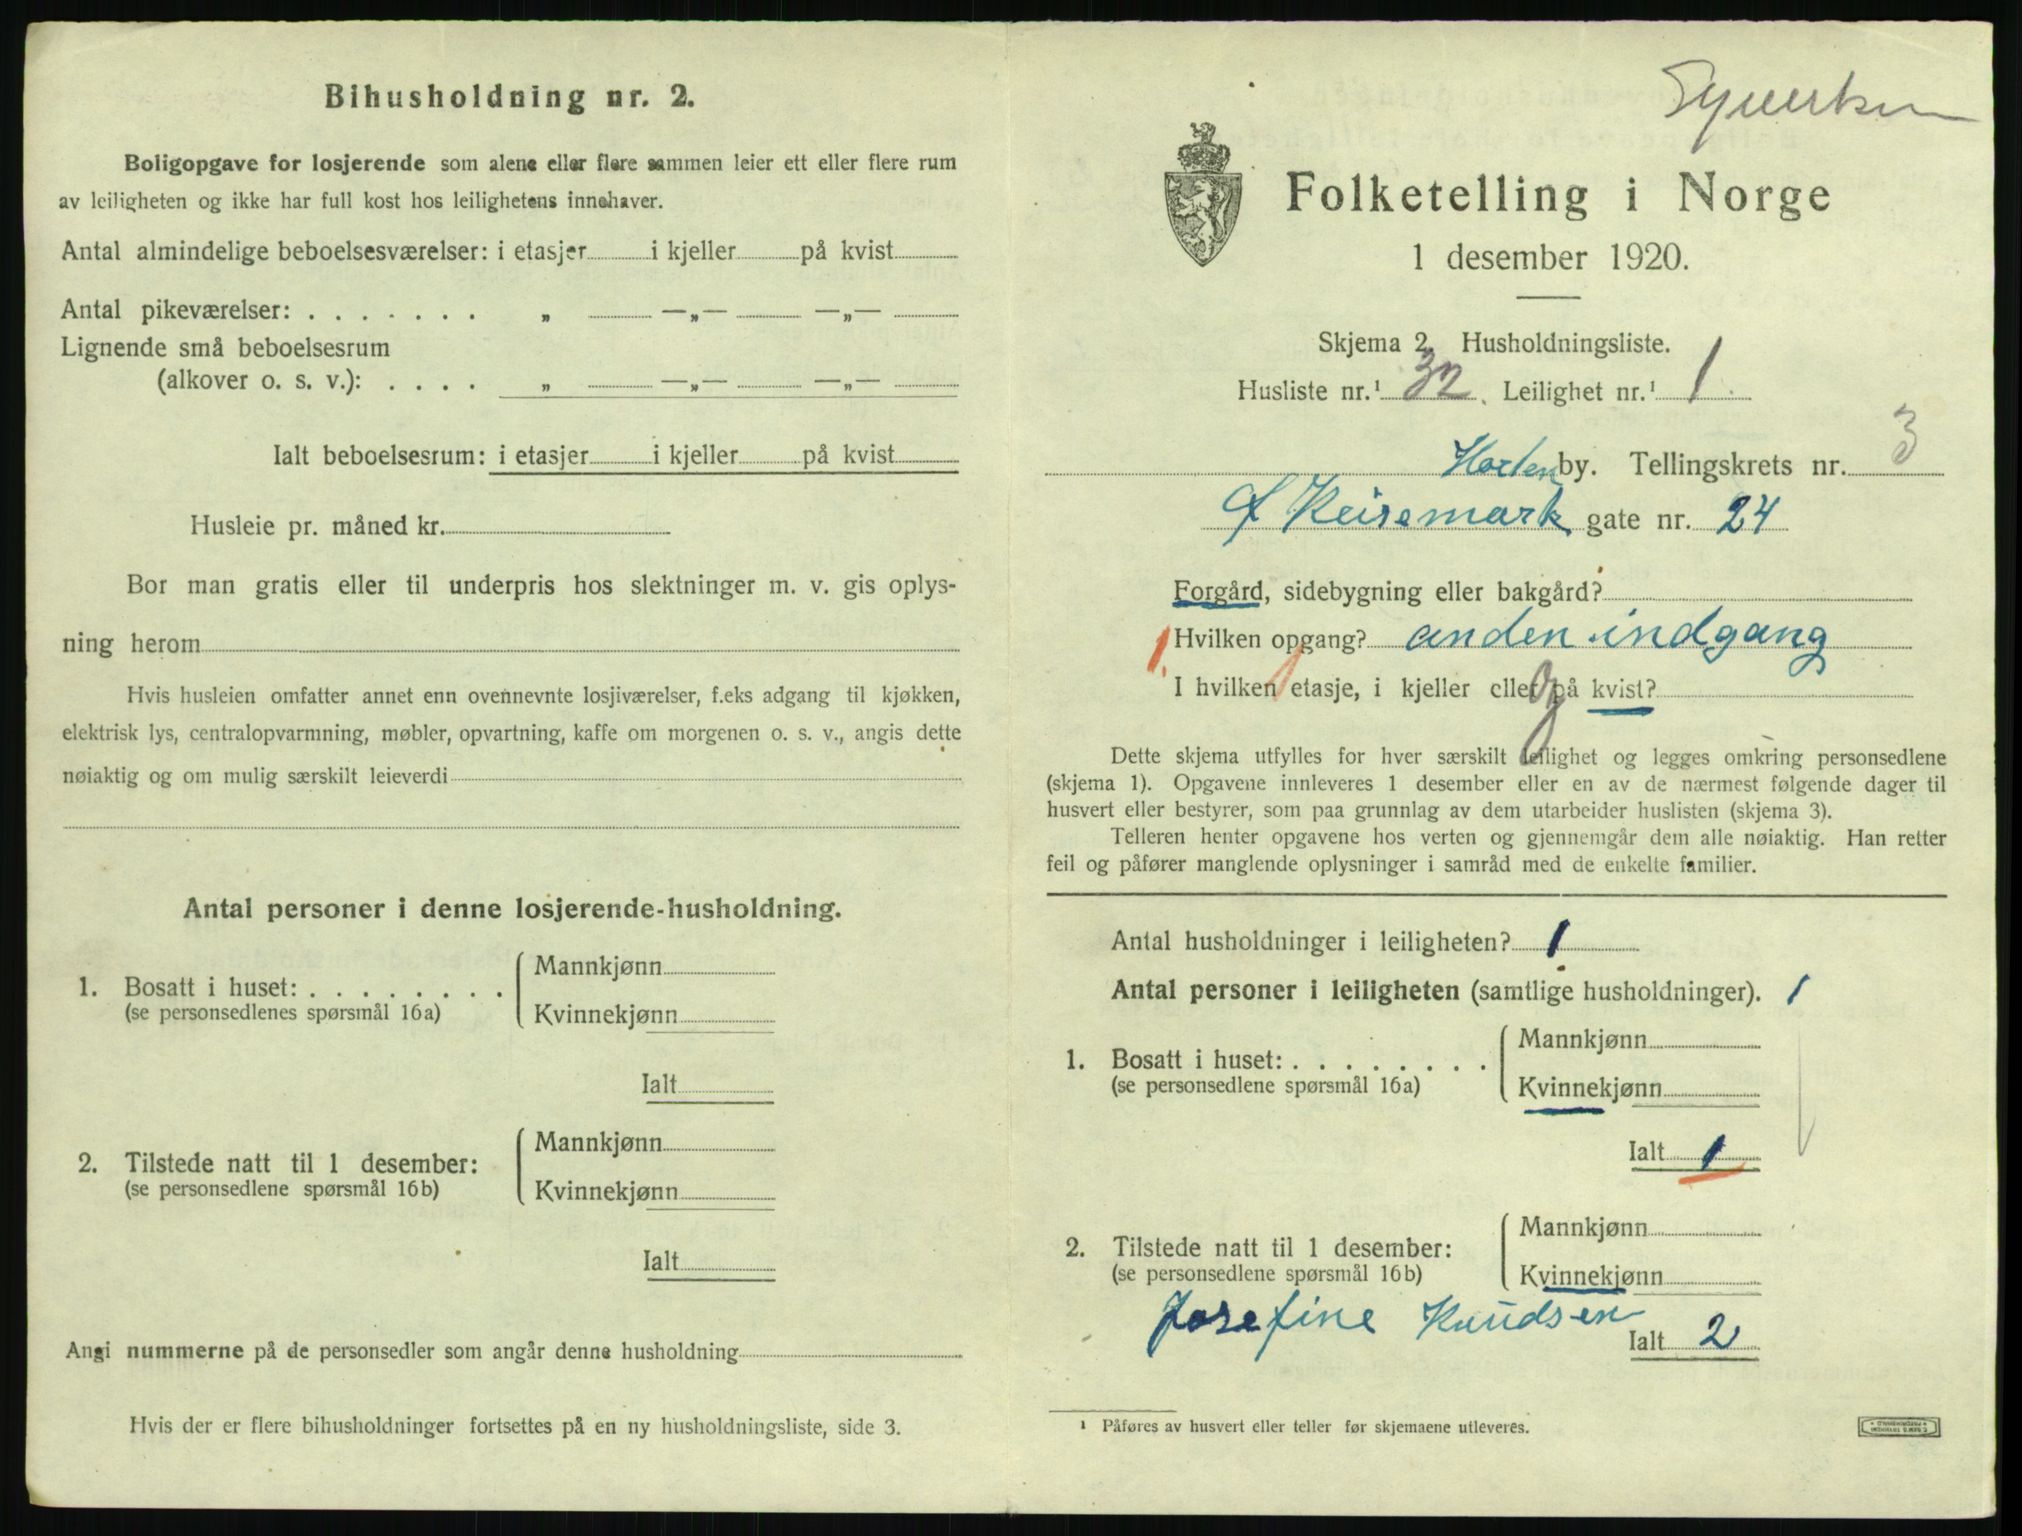 Bihusholdning nr. 2.
Boligopgave for losjerende som alene eller flere sammen leier ett eller flere rum
av leiligheten og ikke har full kost hos leilighetens innehaver.
Antal almindelige beboelsesværelser: i etasjer i kjeller på kvist
Antal pikeværelser: . . . . . . . „ —„— —„—
Lignende små beboelsesrum
(alkover o. s. v.): . . . . „ —„— —„—
Ialt beboelsesrum: i etasjer i kjeller på kvist
Husleie pr. måned kr.
Bor man gratis eller til underpris hos slektninger m. v. gis oplys-
ning herom
Hvis husleien omfatter annet enn ovennevnte losjiværelser, f.eks adgang til kjøkken,
elektrisk lys, centralopvarmning, møbler, opvartning, kaffe om morgenen o. s. v., angis dette
nøiaktig og om mulig særskilt leieverdi
Antal personer i denne losjerende-husholdning.
1. Bosatt i huset: . . . . . . . . Mannkjønn
(se personsedlenes spørsmål 16a) Kvinnekjønn
Ialt
2. Tilstede natt til 1 desember: Mannkjønn
(se personsedlene spørsmål 16b) Kvinnekjønn
Ialt
Angi nummerne på de personsedler som angår denne husholdning
Hvis der er flere bihusholdninger fortsettes på en ny husholdningsliste, side 3.
Folketelling i Norge
1 desember 1920.
Skjema 2. Husholdningsliste.
Husliste nr.¹ 32. Leilighet nr.¹ 1
Horten by. Tellingskrets nr. 3
Keisemark gate nr. 24
Forgård, sidebygning eller bakgård?
1. Hvilken opgang? anden indgang
I hvilken etasje, i kjeller eller på kvist?
Dette skjema utfylles for hver særskilt leilighet og legges omkring personsedlene
(skjema 1). Opgavene innleveres 1 desember eller en av de nærmest følgende dager til
husvert eller bestyrer, som paa grunnlag av dem utarbeider huslisten (skjema 3).
Telleren henter opgavene hos verten og gjennemgår dem alle nøiaktig. Han retter
feil og påfører manglende oplysninger i samråd med de enkelte familier.
Antal husholdninger i leiligheten? 1
Antal personer i leiligheten (samtlige husholdninger). 1
1. Bosatt i huset: . . . . . . . . Mannkjønn
(se personsedlene spørsmål 16a) Kvinnekjønn
Ialt 1
2. Tilstede natt til 1 desember: Mannkjønn
(se personsedlene spørsmål 16b) Kvinnekjønn
Josefine Knudsen
Ialt 2
¹ Påføres av husvert eller teller før skjemaene utleveres.